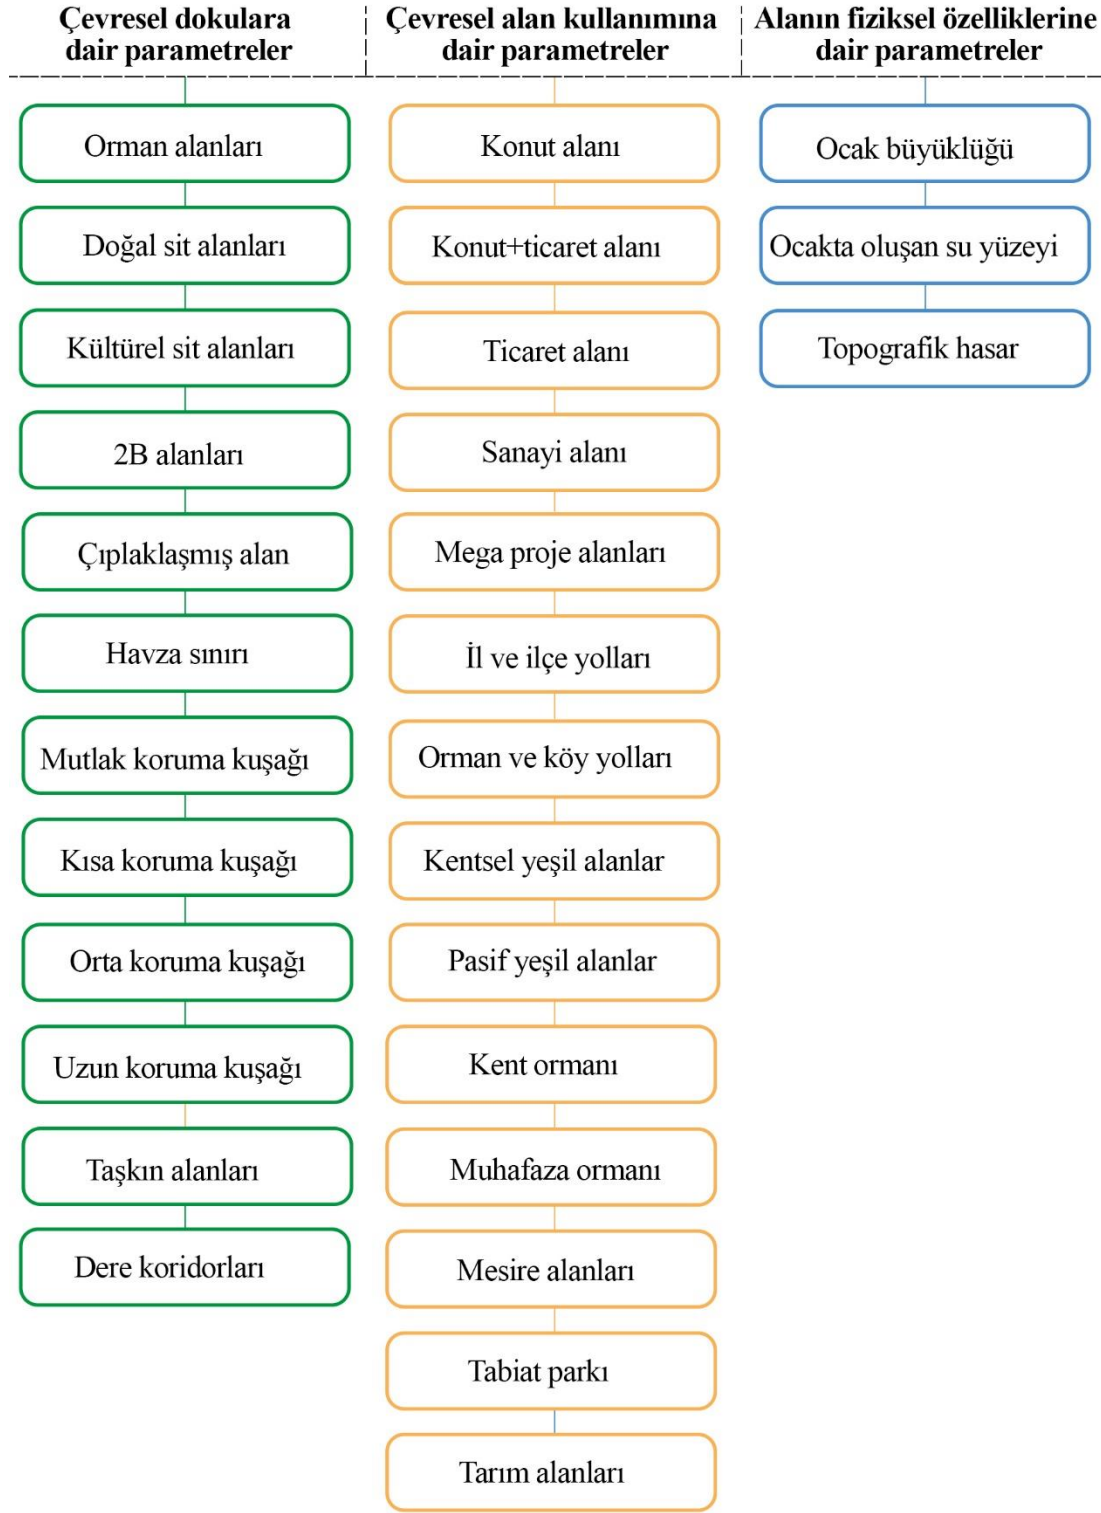 Çevresel dokulara
dair parametreler
Orman alanları
Doğal sit alanları
Kültürel sit alanları
2B alanları
Çıplaklaşmış alan
Havza sınırı
Mutlak koruma kuşağı
Kısa koruma kuşağı
Orta koruma kuşağı
Uzun koruma kuşağı
Taşkın alanları
Dere koridorları
Çevresel alan kullanımına
dair parametreler
Konut alanı
Konut+ticaret alanı
Ticaret alanı
Sanayi alanı
Mega proje alanları
İl ve ilçe yolları
Orman ve köy yolları
Kentsel yeşil alanlar
Pasif yeşil alanlar
Kent ormanı
Muhafaza ormanı
Mesire alanları
Tabiat parkı
Tarım alanları
Alanın fiziksel özelliklerine
dair parametreler
Ocak büyüklüğü
Ocakta oluşan su yüzeyi
Topografik hasar